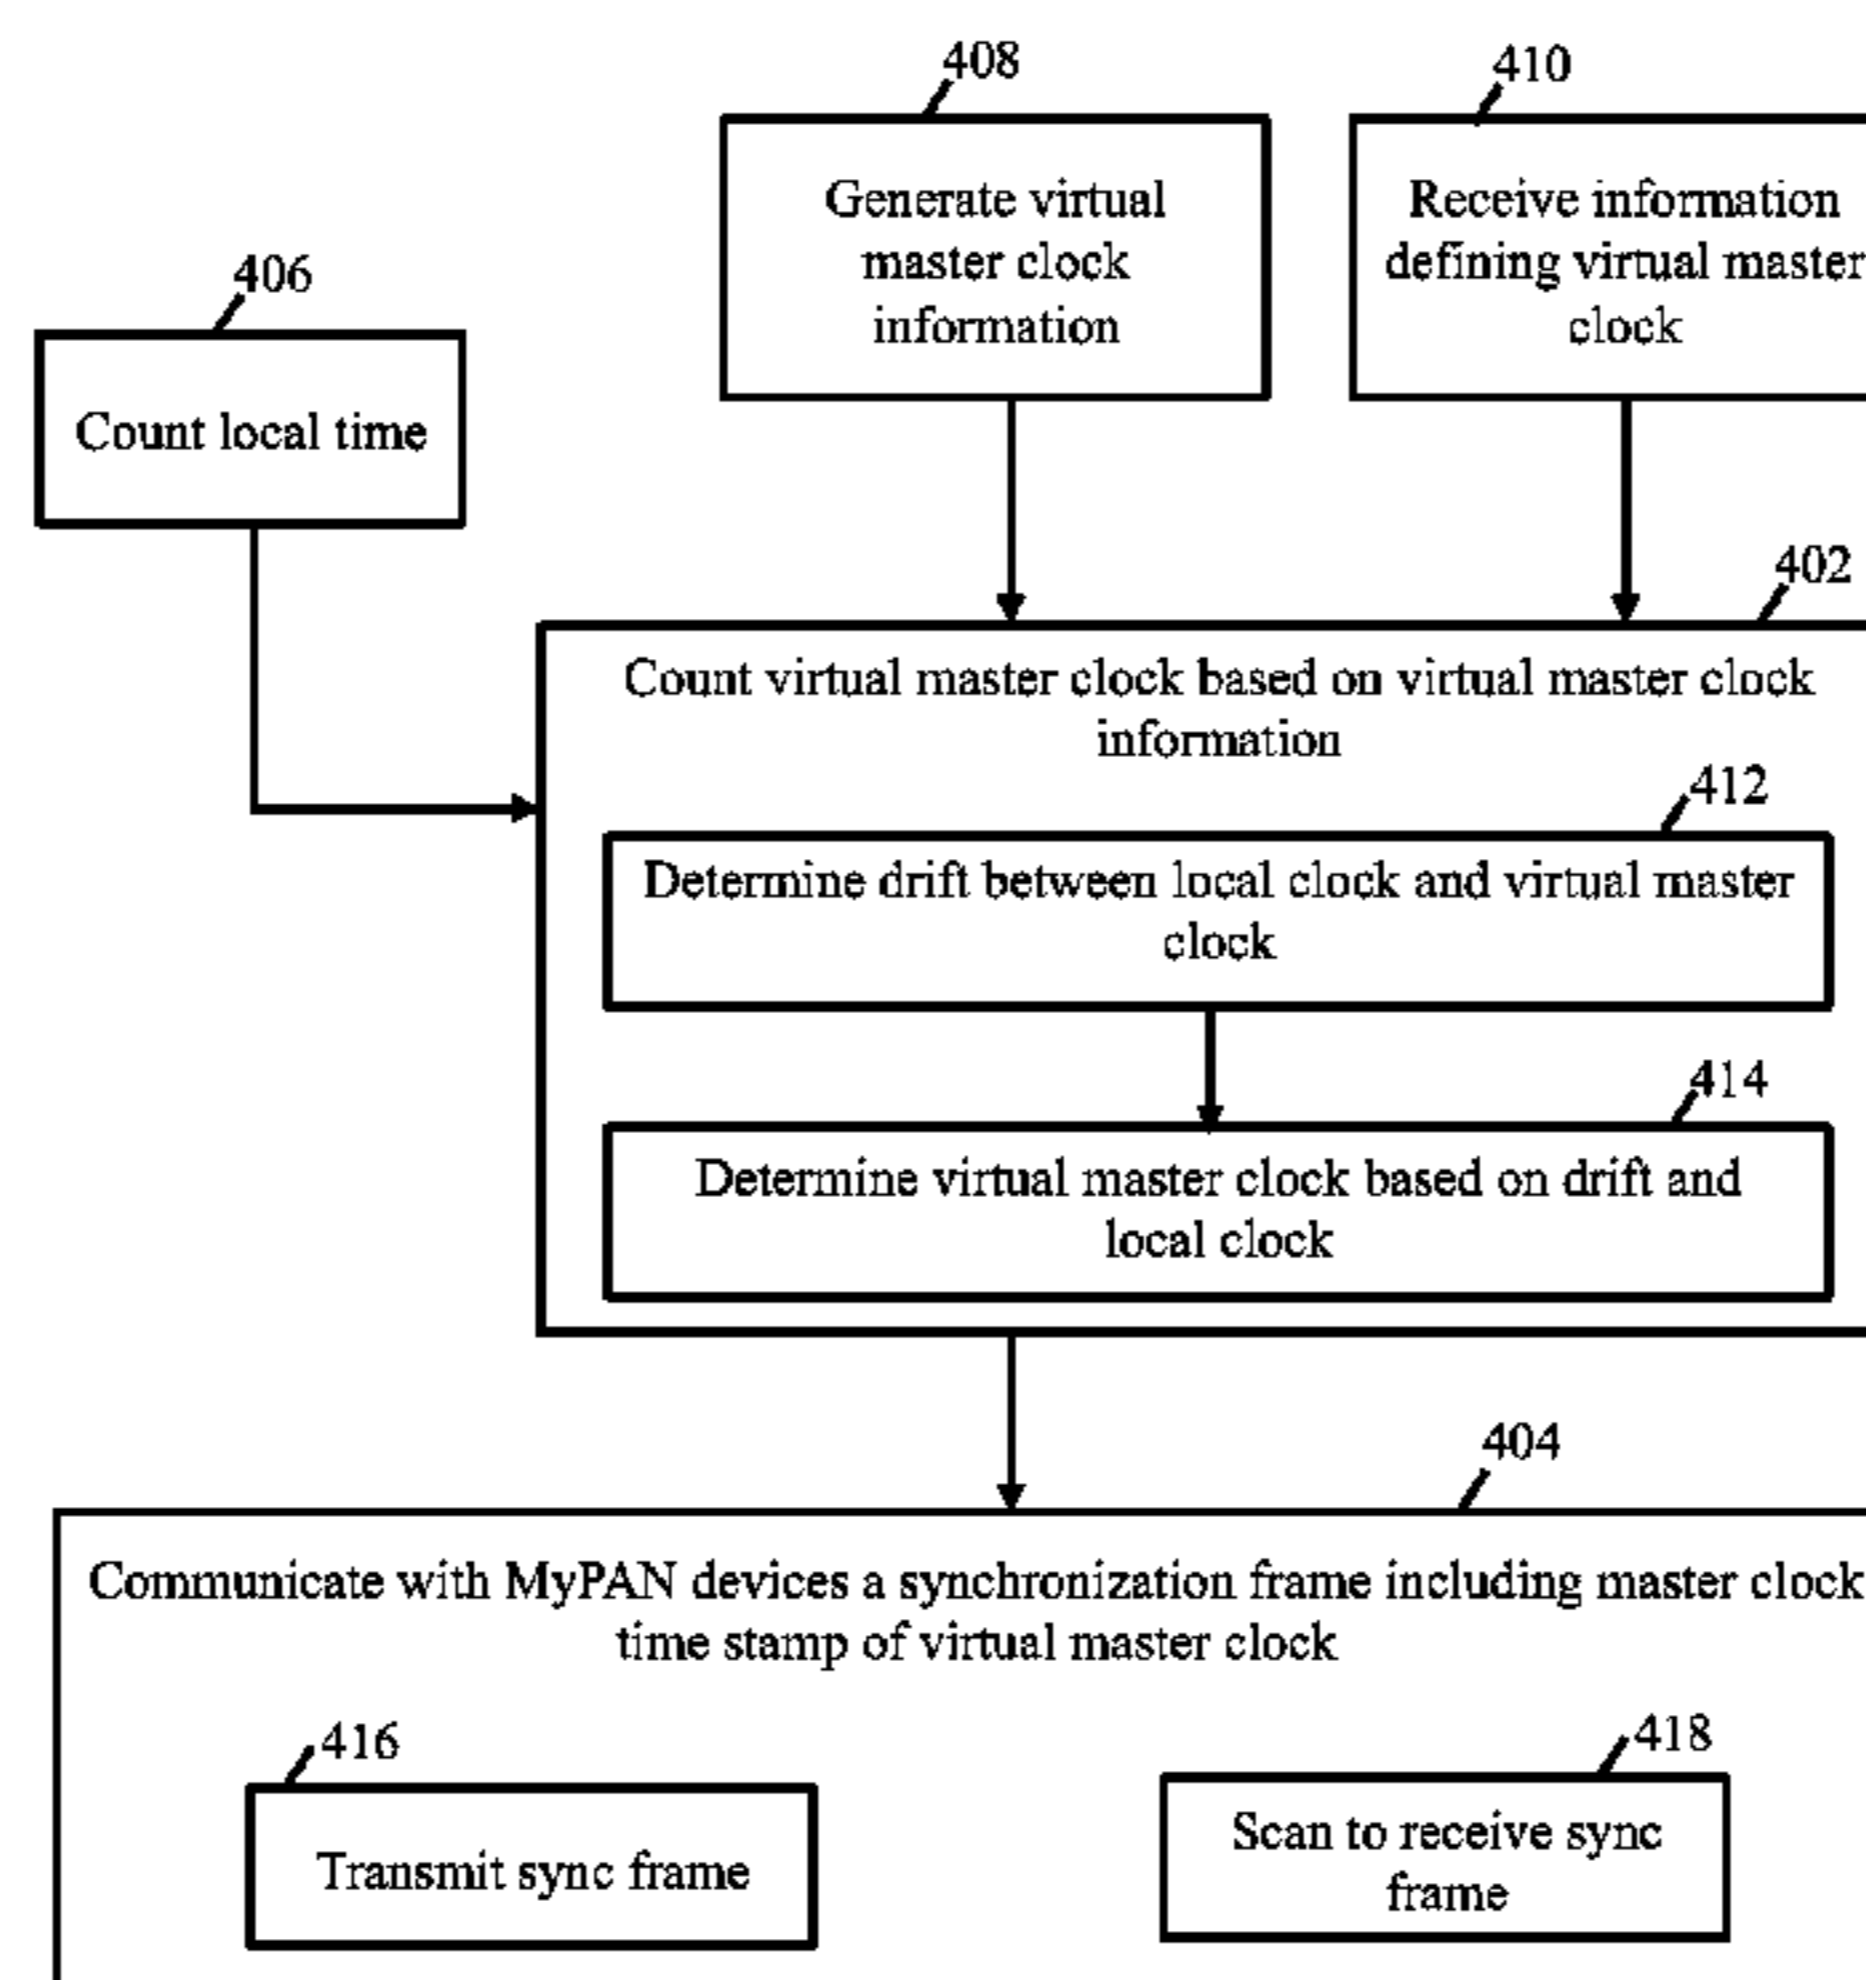 408
410
Generate virtual
master clock
information
Receive information
defining virtual master
clock
406
Count local time
402
Count virtual master clock based on virtual master clock
information
412
Determine drift between local clock and virtual master
clock
414
Determine virtual master clock based on drift and
local clock
404
Communicate with MyPAN devices a synchronization frame including master clock
time stamp of virtual master clock
416
Transmit sync frame
418
Scan to receive sync
frame